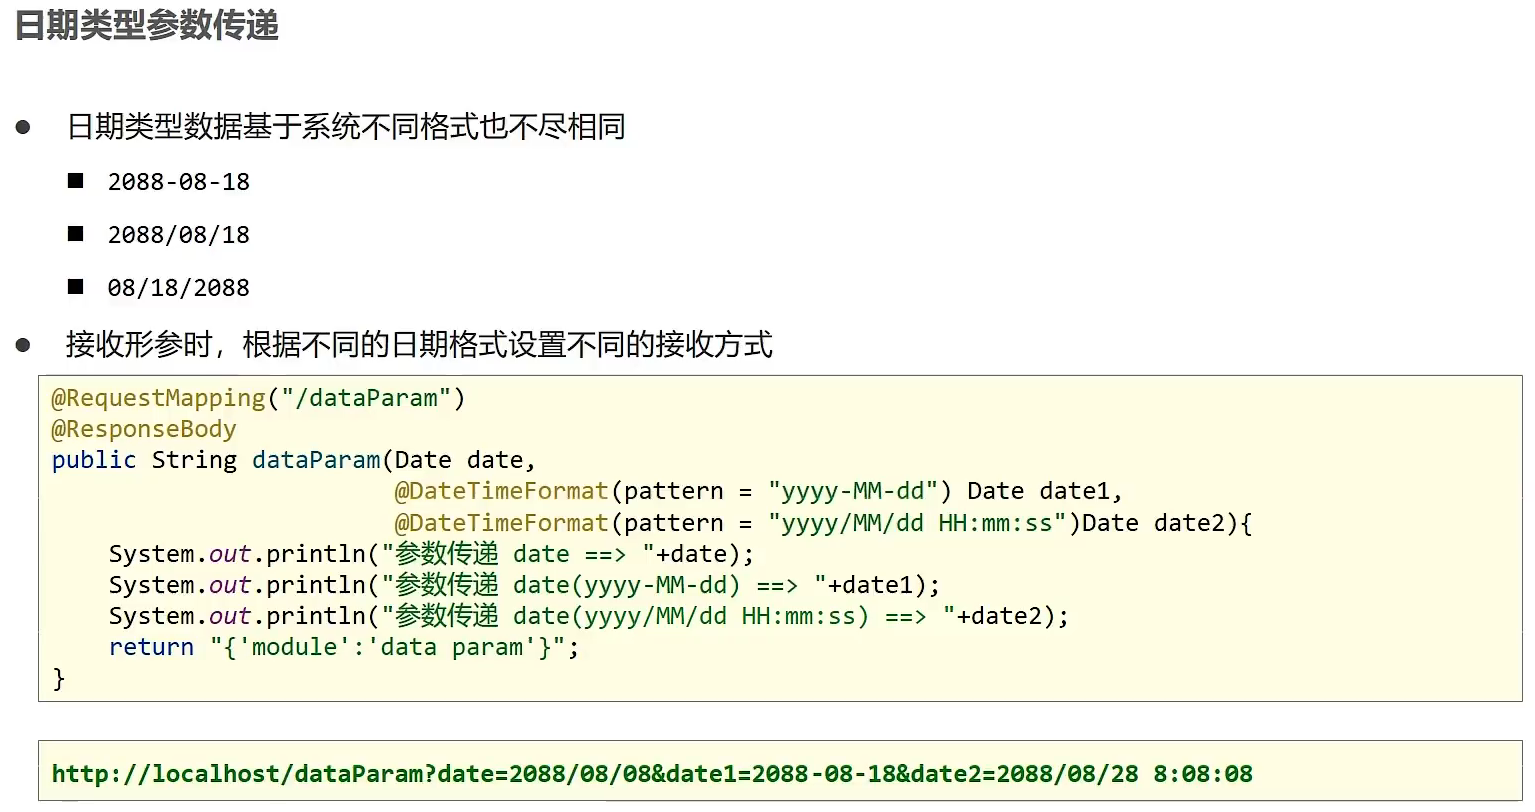 日期类型参数传递
● 日期类型数据基于系统不同格式也不尽相同
■ 2088-08-18
■ 2088/08/18
■ 08/18/2088
● 接收形参时，根据不同的日期格式设置不同的接收方式
@RequestMapping("/dataParam")
@ResponseBody
public String dataParam(Date date,
                        @DateTimeFormat(pattern = "yyyy-MM-dd") Date date1,
                        @DateTimeFormat(pattern = "yyyy/MM/dd HH:mm:ss")Date date2){
    System.out.println("参数传递 date ==> "+date);
    System.out.println("参数传递 date(yyyy-MM-dd) ==> "+date1);
    System.out.println("参数传递 date(yyyy/MM/dd HH:mm:ss) ==> "+date2);
    return "{'module':'data param'}";
}
http://localhost/dataParam?date=2088/08/08&date1=2088-08-18&date2=2088/08/28 8:08:08